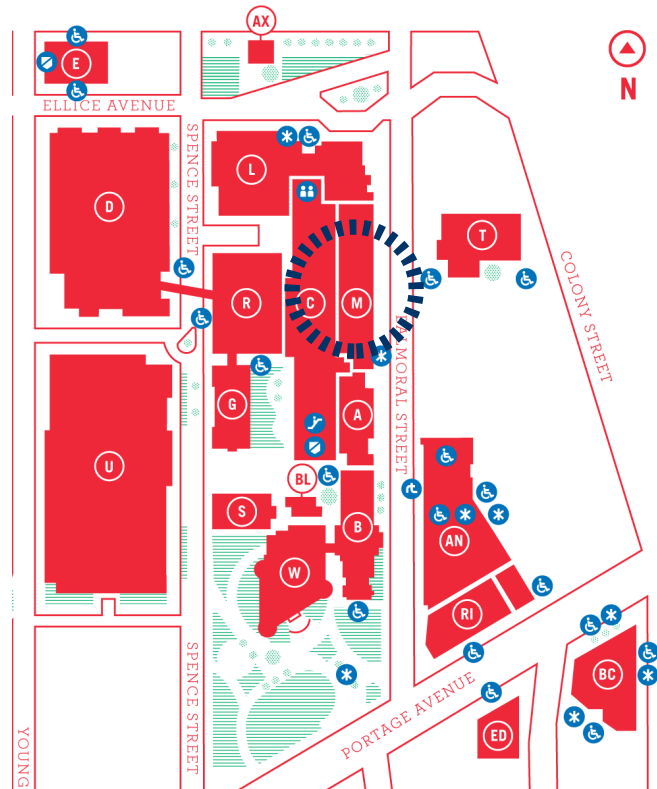 AX
E
N
ELLICE AVENUE
SPENCE STREET
L
D
T
COLONY STREET
R
C
M
BALMORAL STREET
G
A
U
BL
S
B
AN
W
RI
SPENCE STREET
BC
PORTAGE AVENUE
ED
YOUNG